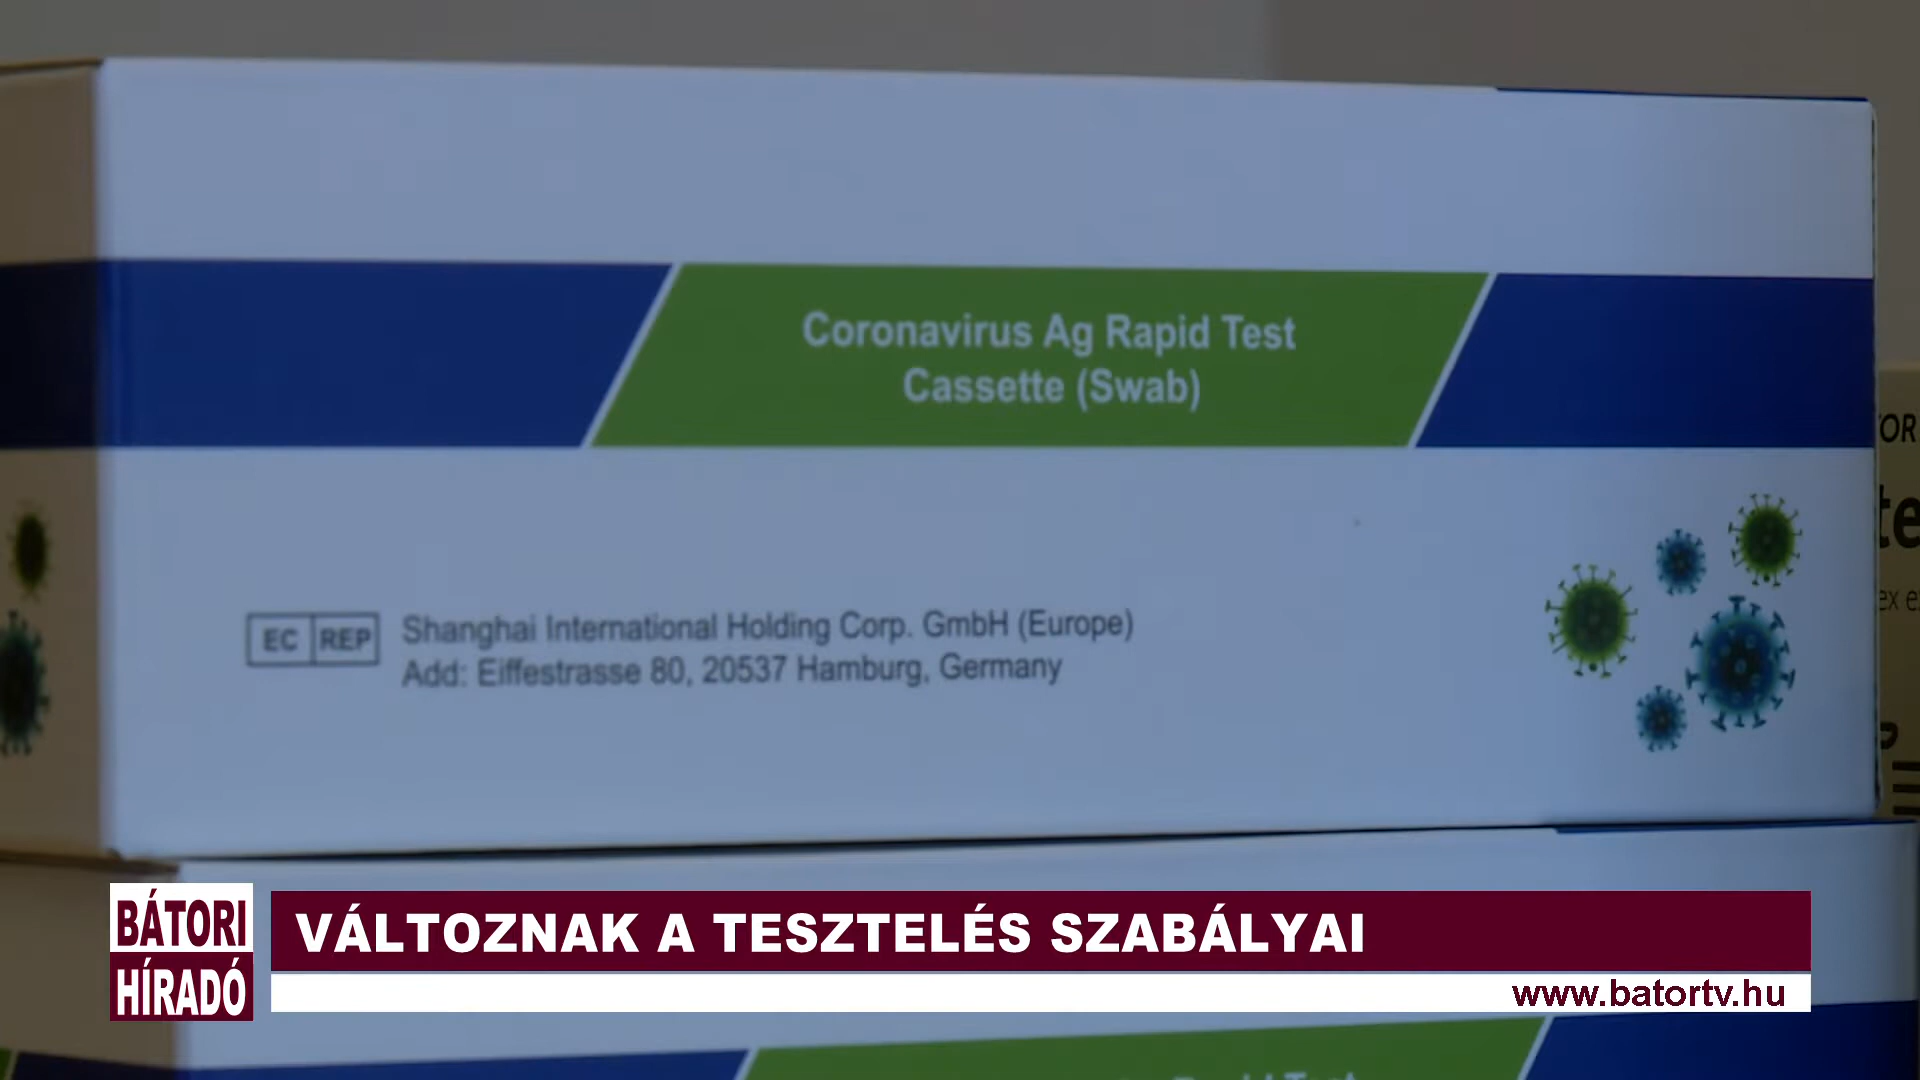 Coronavirus Ag Rapid Test
Cassette (Swab)
EC REP
Shanghai International Holding Corp. GmbH (Europe)
Add: Eiffestrasse 80, 20537 Hamburg, Germany
BÁTORI
HÍRADÓ
VÁLTOZNAK A TESZTELÉS SZABÁLYAI
www.batortv.hu